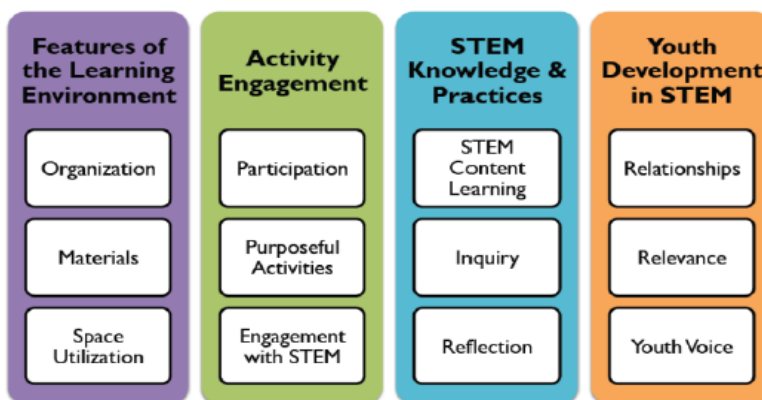 Features of
the Learning
Environment
Organization
Materials
Space
Utilization
Activity
Engagement
Participation
Purposeful
Activities
Engagement
with STEM
STEM
Knowledge &
Practices
STEM
Content
Learning
Inquiry
Reflection
Youth
Development
in STEM
Relationships
Relevance
Youth Voice